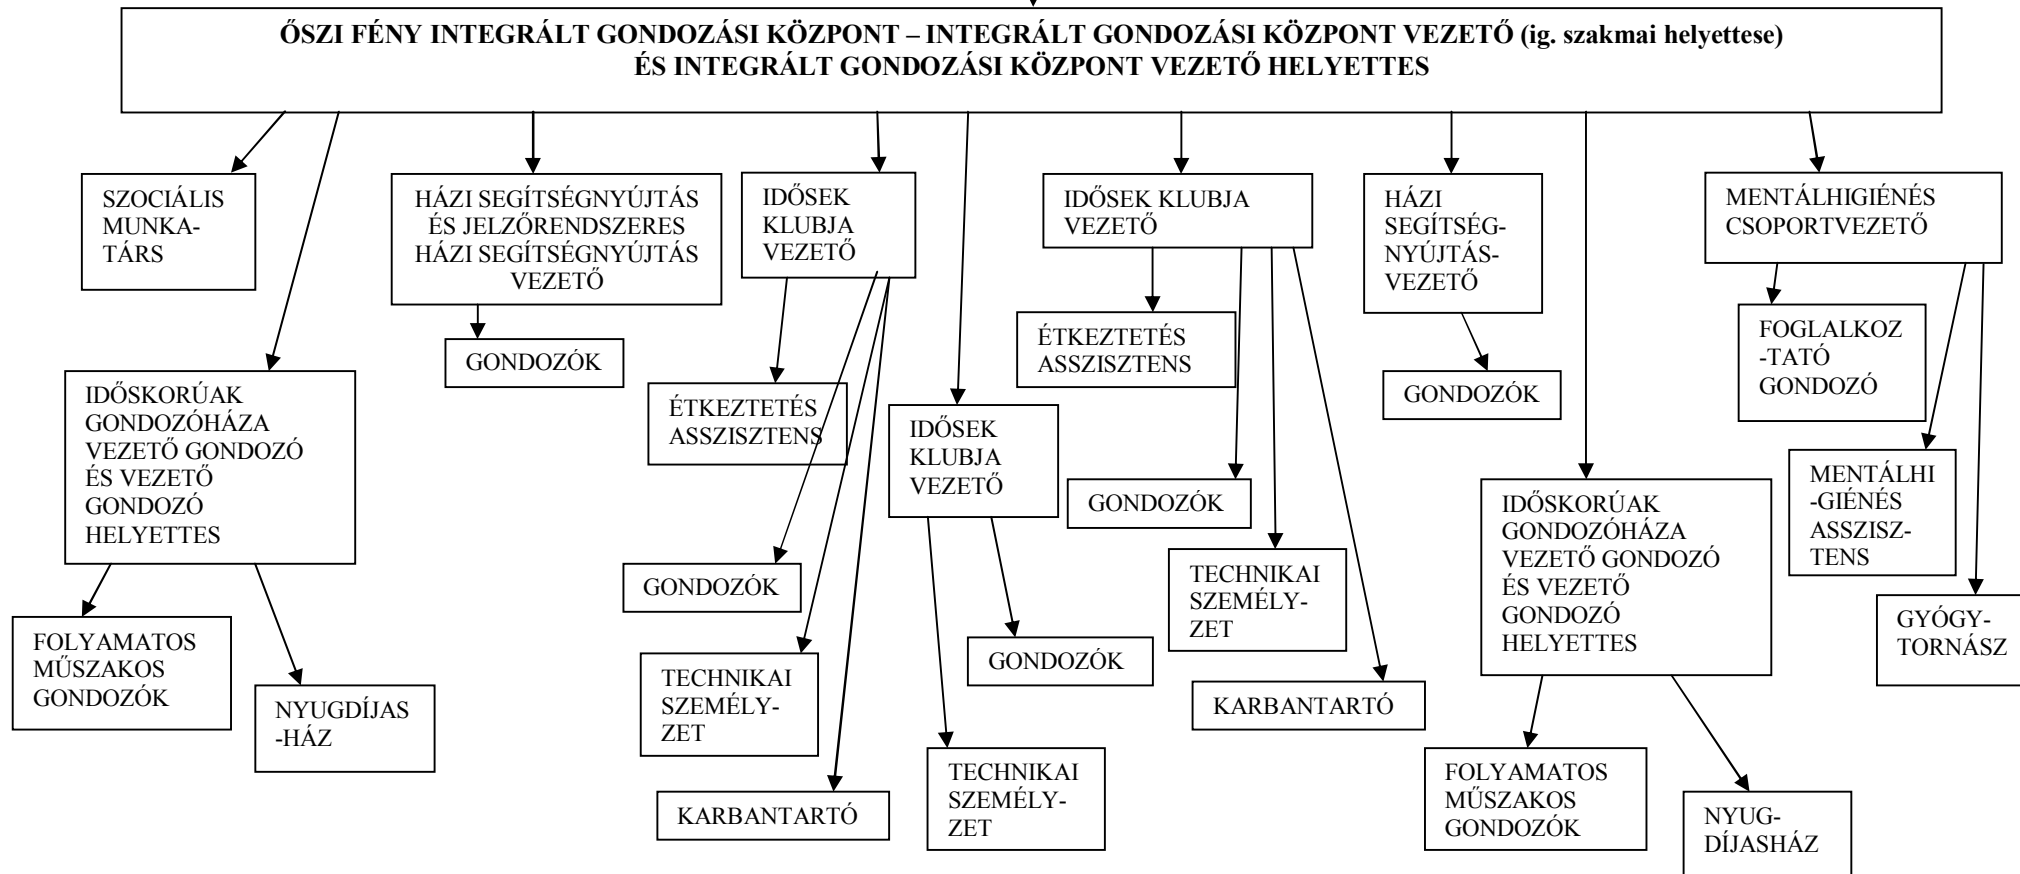 ŐSZI FÉNY INTEGRÁLT GONDOZÁSI KÖZPONT – INTEGRÁLT GONDOZÁSI KÖZPONT VEZETŐ (ig. szakmai helyettese)
ÉS INTEGRÁLT GONDOZÁSI KÖZPONT VEZETŐ HELYETTES
SZOCIÁLIS
MUNKA-
TÁRS
HÁZI SEGÍTSÉGNYÚJTÁS
ÉS JELZŐRENDSZERES
HÁZI SEGÍTSÉGNYÚJTÁS
VEZETŐ
IDŐSEK
KLUBJA
VEZETŐ
IDŐSEK KLUBJA
VEZETŐ
HÁZI
SEGÍTSÉG-
NYÚJTÁS-
VEZETŐ
MENTÁLHIGIÉNÉS
CSOPORTVEZETŐ
GONDOZÓK
ÉTKEZTETÉS
ASSZISZTENS
FOGLALKOZ
-TATÓ
GONDOZÓ
IDŐSKORÚAK
GONDOZÓHÁZA
VEZETŐ GONDOZÓ
ÉS VEZETŐ
GONDOZÓ
HELYETTES
ÉTKEZTETÉS
ASSZISZTENS
IDŐSEK
KLUBJA
VEZETŐ
GONDOZÓK
GONDOZÓK
IDŐSKORÚAK
GONDOZÓHÁZA
VEZETŐ GONDOZÓ
ÉS VEZETŐ
GONDOZÓ
HELYETTES
MENTÁLHI
-GIÉNÉS
ASSZISZ-
TENS
GONDOZÓK
TECHNIKAI
SZEMÉLY-
ZET
GYÓGY-
TORNÁSZ
FOLYAMATOS
MŰSZAKOS
GONDOZÓK
NYUGDÍJAS
-HÁZ
TECHNIKAI
SZEMÉLY-
ZET
GONDOZÓK
KARBANTARTÓ
KARBANTARTÓ
TECHNIKAI
SZEMÉLY-
ZET
FOLYAMATOS
MŰSZAKOS
GONDOZÓK
NYUG-
DÍJASHÁZ